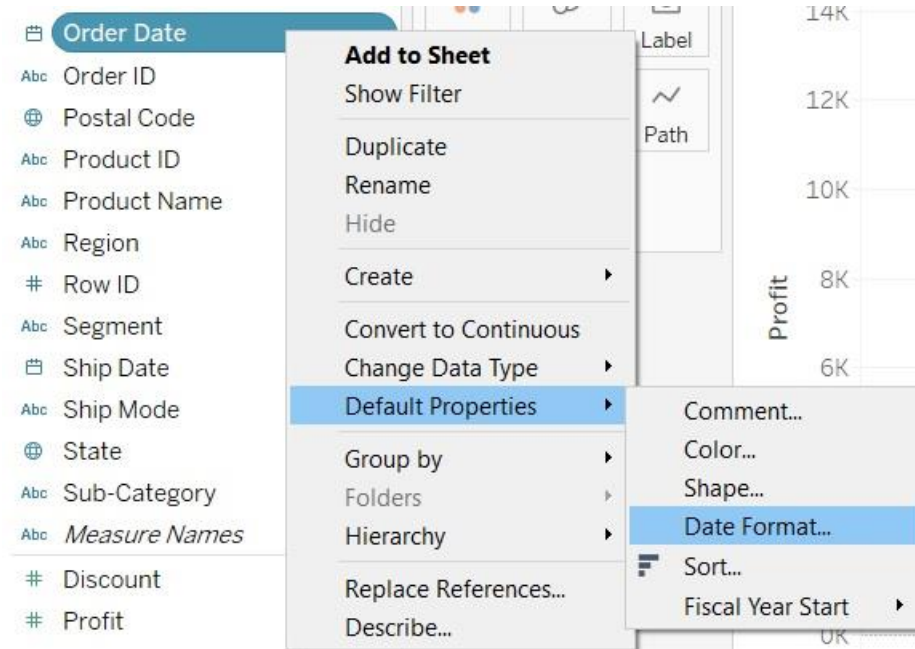 Order Date
Abc Order ID
Postal Code
Abc Product ID
Abc Product Name
Abc Region
# Row ID
Abc Segment
Ship Date
Abc Ship Mode
State
Abc Sub-Category
Abc Measure Names
# Discount
# Profit
Add to Sheet
Show Filter
Duplicate
Rename
Hide
Create
Convert to Continuous
Change Data Type
Default Properties
Group by
Folders
Hierarchy
Replace References...
Describe...
Comment...
Color...
Shape...
Date Format...
Sort...
Fiscal Year Start
Label
Path
Profit
14K
12K
10K
8K
6K
0K